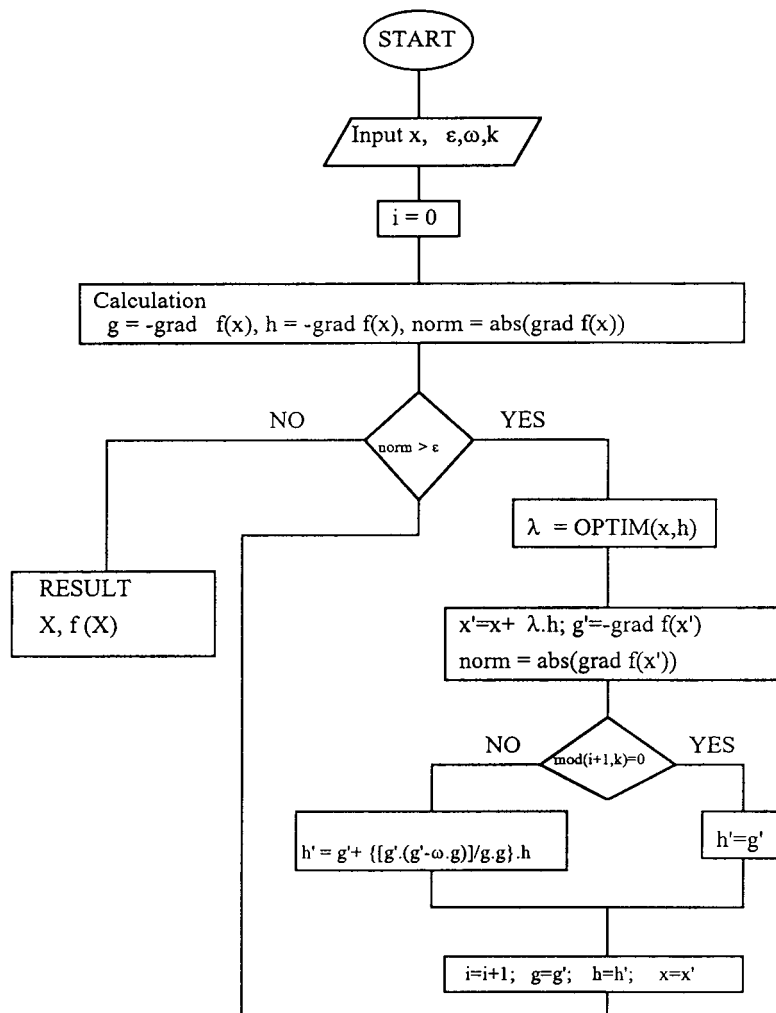 START
Input x, ε,ω,k
i = 0
Calculation
g = -grad f(x), h = -grad f(x), norm = abs(grad f(x))
NO
YES
norm > ε
λ = OPTIM(x,h)
RESULT
X, f (X)
x'=x+ λ.h; g'=-grad f(x')
norm = abs(grad f(x'))
NO
YES
mod(i+1,k)=0
h' = g'+ {[g'.(g'-ω.g)]/g.g}.h
h'=g'
i=i+1; g=g'; h=h'; x=x'